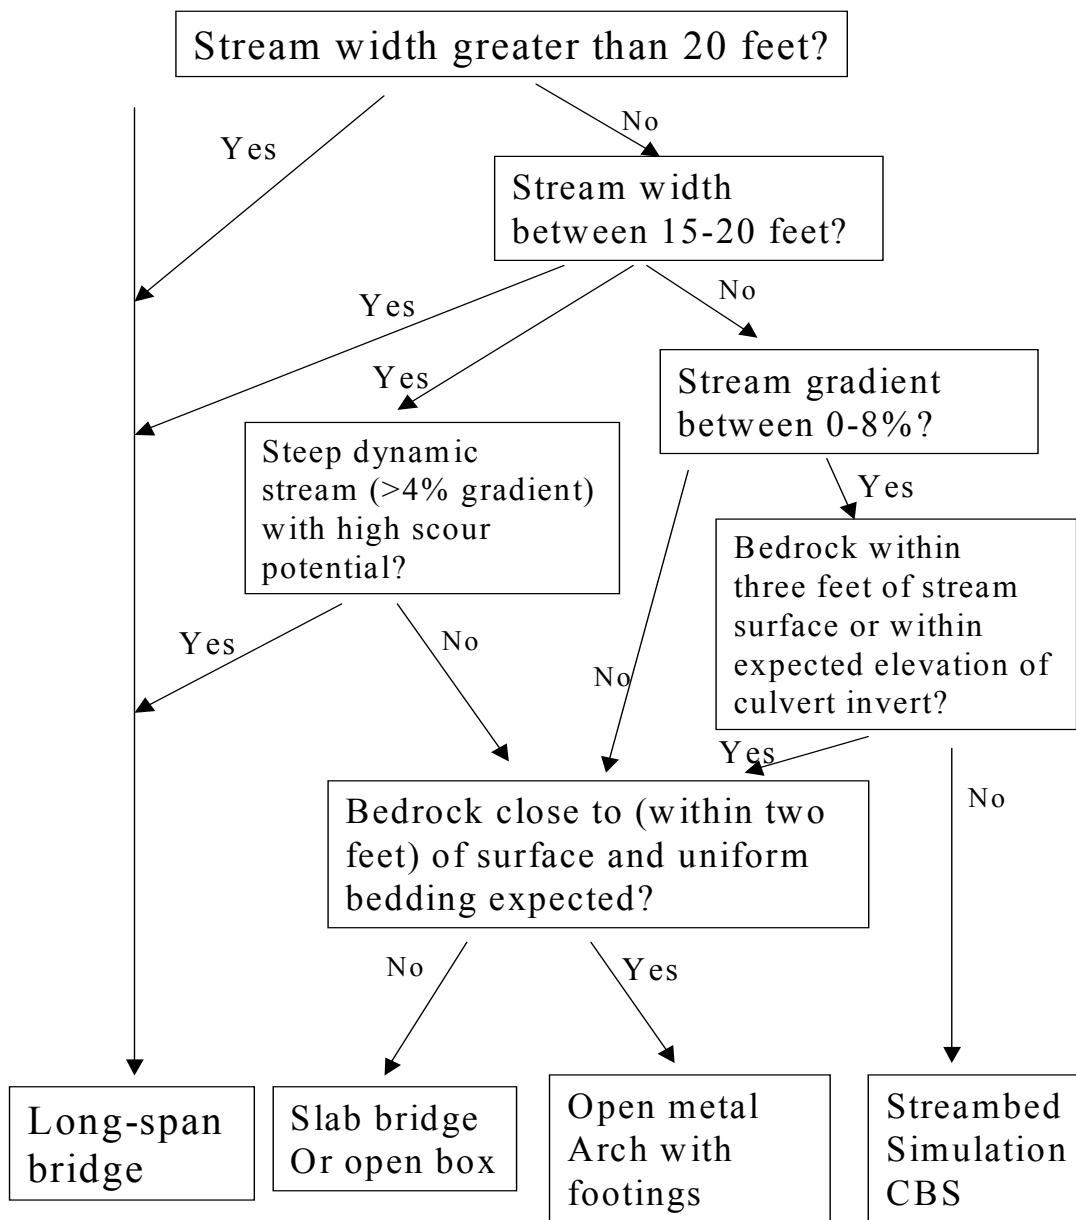 Stream width greater than 20 feet?
Yes
No
Stream width
between 15-20 feet?
Yes
Yes
No
Stream gradient
between 0-8%?
Steep dynamic
stream (>4% gradient)
with high scour
potential?
Yes
Bedrock within
three feet of stream
surface or within
expected elevation of
culvert invert?
Yes
No
No
Yes
No
Bedrock close to (within two
feet) of surface and uniform
bedding expected?
No
Yes
Long-span
bridge
Slab bridge
Or open box
Open metal
Arch with
footings
Streambed
Simulation
CBS